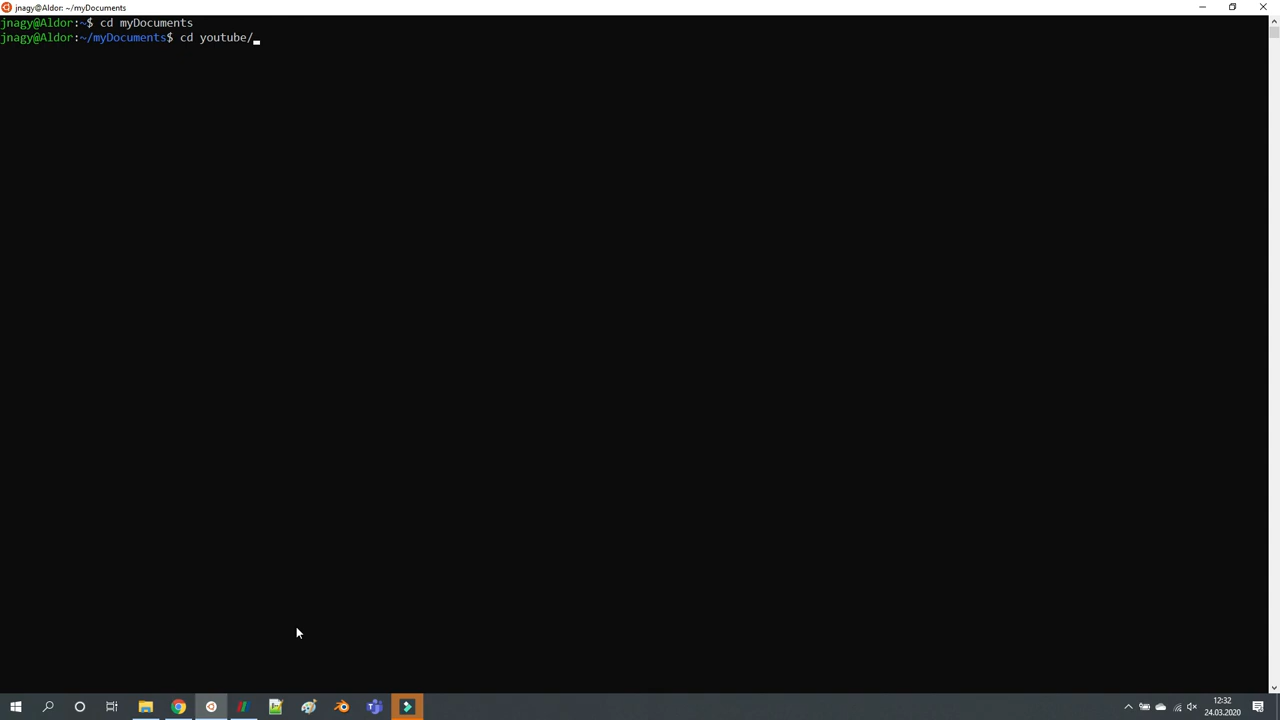 jnagy@Aldor: ~/myDocuments
jnagy@Aldor:~$ cd myDocuments
jnagy@Aldor:~/myDocuments$ cd youtube/
12:32
24.03.2020